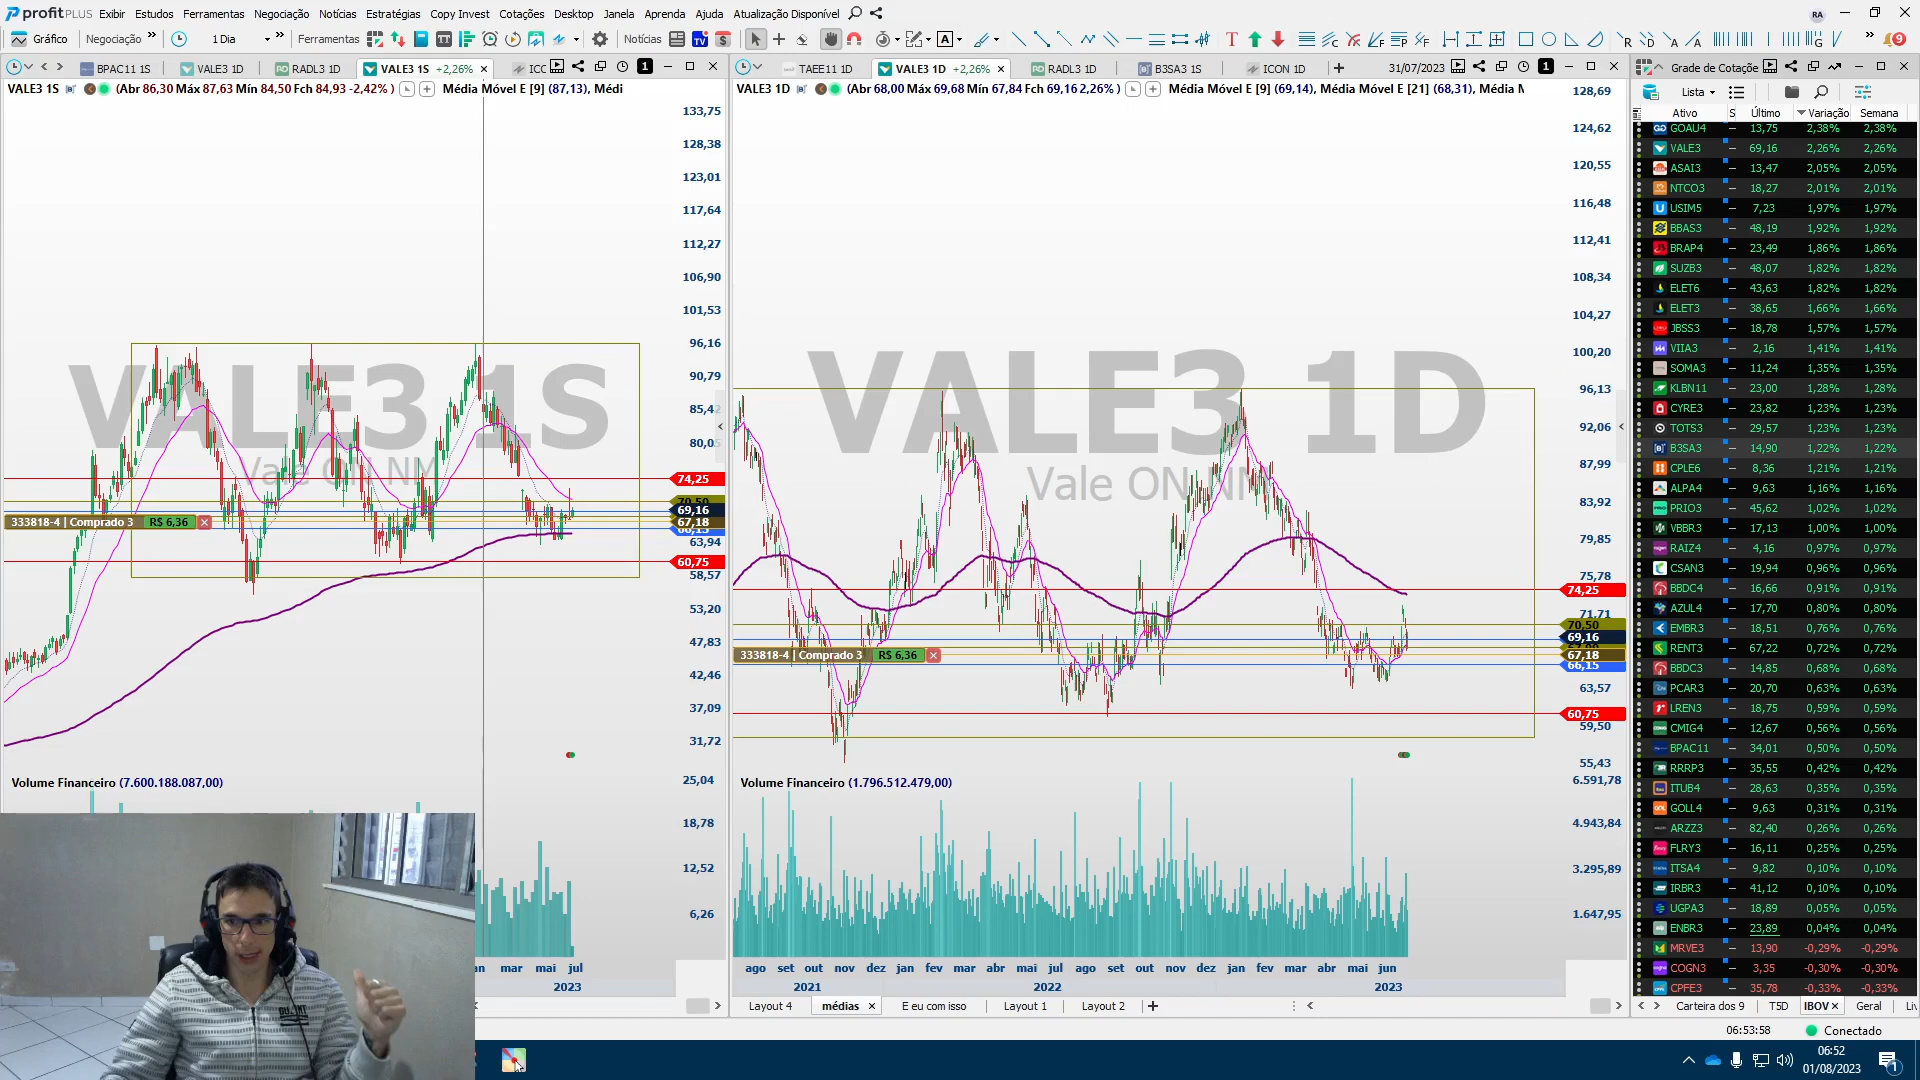 profit PLUS Exibir Estudos Ferramentas Negociação Notícias Estratégias Copy Invest Cotações Desktop Janela Aprenda Ajuda Atualização Disponível RA
Gráfico Negociação » 1 Dia » Ferramentas Notícias TV $ A T » 9
BPAC11 1S VALE3 1D RADL3 1D VALE3 1S +2,26% × ICC 1
VALE3 1S (Abr 86,30 Máx 87,63 Mín 84,50 Fch 84,93 -2,42% ) Média Móvel E [9] (87,13), Médi
133,75
128,38
123,01
117,64
112,27
106,90
101,53
96,16
90,79
85,42
80,05
74,25
70,50
69,16
67,18
66,15
63,94
60,75
58,57
53,20
47,83
42,46
37,09
31,72
VALE3 1S
Vale ON NM
333818-4 | Comprado 3 R$ 6,36 ×
Volume Financeiro (7.600.188.087,00)
25,04
18,78
12,52
6,26
mar mai jul
2023
TAEE11 1D VALE3 1D +2,26% × RADL3 1D B3SA3 1S ICON 1D + 31/07/2023 1
VALE3 1D (Abr 68,00 Máx 69,68 Mín 67,84 Fch 69,16 2,26% ) Média Móvel E [9] (69,14), Média Móvel E [21] (68,31), Média M
128,69
124,62
120,55
116,48
112,41
108,34
104,27
100,20
96,13
92,06
87,99
83,92
79,85
75,78
74,25
71,71
70,50
69,16
67,18
66,15
63,57
60,75
59,50
55,43
VALE3 1D
Vale ON NM
333818-4 | Comprado 3 R$ 6,36 ×
Volume Financeiro (1.796.512.479,00)
6.591,78
4.943,84
3.295,89
1.647,95
ago set out nov dez jan fev mar abr mai jul ago set out nov dez jan fev mar abr mai jun
2021 2022 2023
Layout 4 médias × E eu com isso Layout 1 Layout 2 +
Grade de Cotaçõe
Lista
Ativo S Último Variação Semana
GOAU4 – 13,75 2,38% 2,38%
VALE3 – 69,16 2,26% 2,26%
ASAI3 – 13,47 2,05% 2,05%
NTCO3 – 18,27 2,01% 2,01%
USIM5 – 7,23 1,97% 1,97%
BBAS3 – 48,19 1,92% 1,92%
BRAP4 – 23,49 1,86% 1,86%
SUZB3 – 48,07 1,82% 1,82%
ELET6 – 43,63 1,82% 1,82%
ELET3 – 38,65 1,66% 1,66%
JBSS3 – 18,78 1,57% 1,57%
VIIA3 – 2,16 1,41% 1,41%
SOMA3 – 11,24 1,35% 1,35%
KLBN11 – 23,00 1,28% 1,28%
CYRE3 – 23,82 1,23% 1,23%
TOTS3 – 29,57 1,23% 1,23%
B3SA3 – 14,90 1,22% 1,22%
CPLE6 – 8,36 1,21% 1,21%
ALPA4 – 9,63 1,16% 1,16%
PRIO3 – 45,62 1,02% 1,02%
VBBR3 – 17,13 1,00% 1,00%
RAIZ4 – 4,16 0,97% 0,97%
CSAN3 – 19,94 0,96% 0,96%
BBDC4 – 16,66 0,91% 0,91%
AZUL4 – 17,70 0,80% 0,80%
EMBR3 – 18,51 0,76% 0,76%
RENT3 – 67,22 0,72% 0,72%
BBDC3 – 14,85 0,68% 0,68%
PCAR3 – 20,70 0,63% 0,63%
LREN3 – 18,75 0,59% 0,59%
CMIG4 – 12,67 0,56% 0,56%
BPAC11 – 34,01 0,50% 0,50%
RRRP3 – 35,55 0,42% 0,42%
ITUB4 – 28,63 0,35% 0,35%
GOLL4 – 9,63 0,31% 0,31%
ARZZ3 – 82,40 0,26% 0,26%
FLRY3 – 16,11 0,25% 0,25%
ITSA4 – 9,82 0,10% 0,10%
IRBR3 – 41,12 0,10% 0,10%
UGPA3 – 18,89 0,05% 0,05%
ENBR3 – 23,89 0,04% 0,04%
MRVE3 – 13,90 -0,29% -0,29%
COGN3 – 3,35 -0,30% -0,30%
CPFE3 – 35,78 -0,33% -0,33%
Carteira dos 9 T5D IBOV × Geral Liv
06:53:58 Conectado
06:52
01/08/2023
1